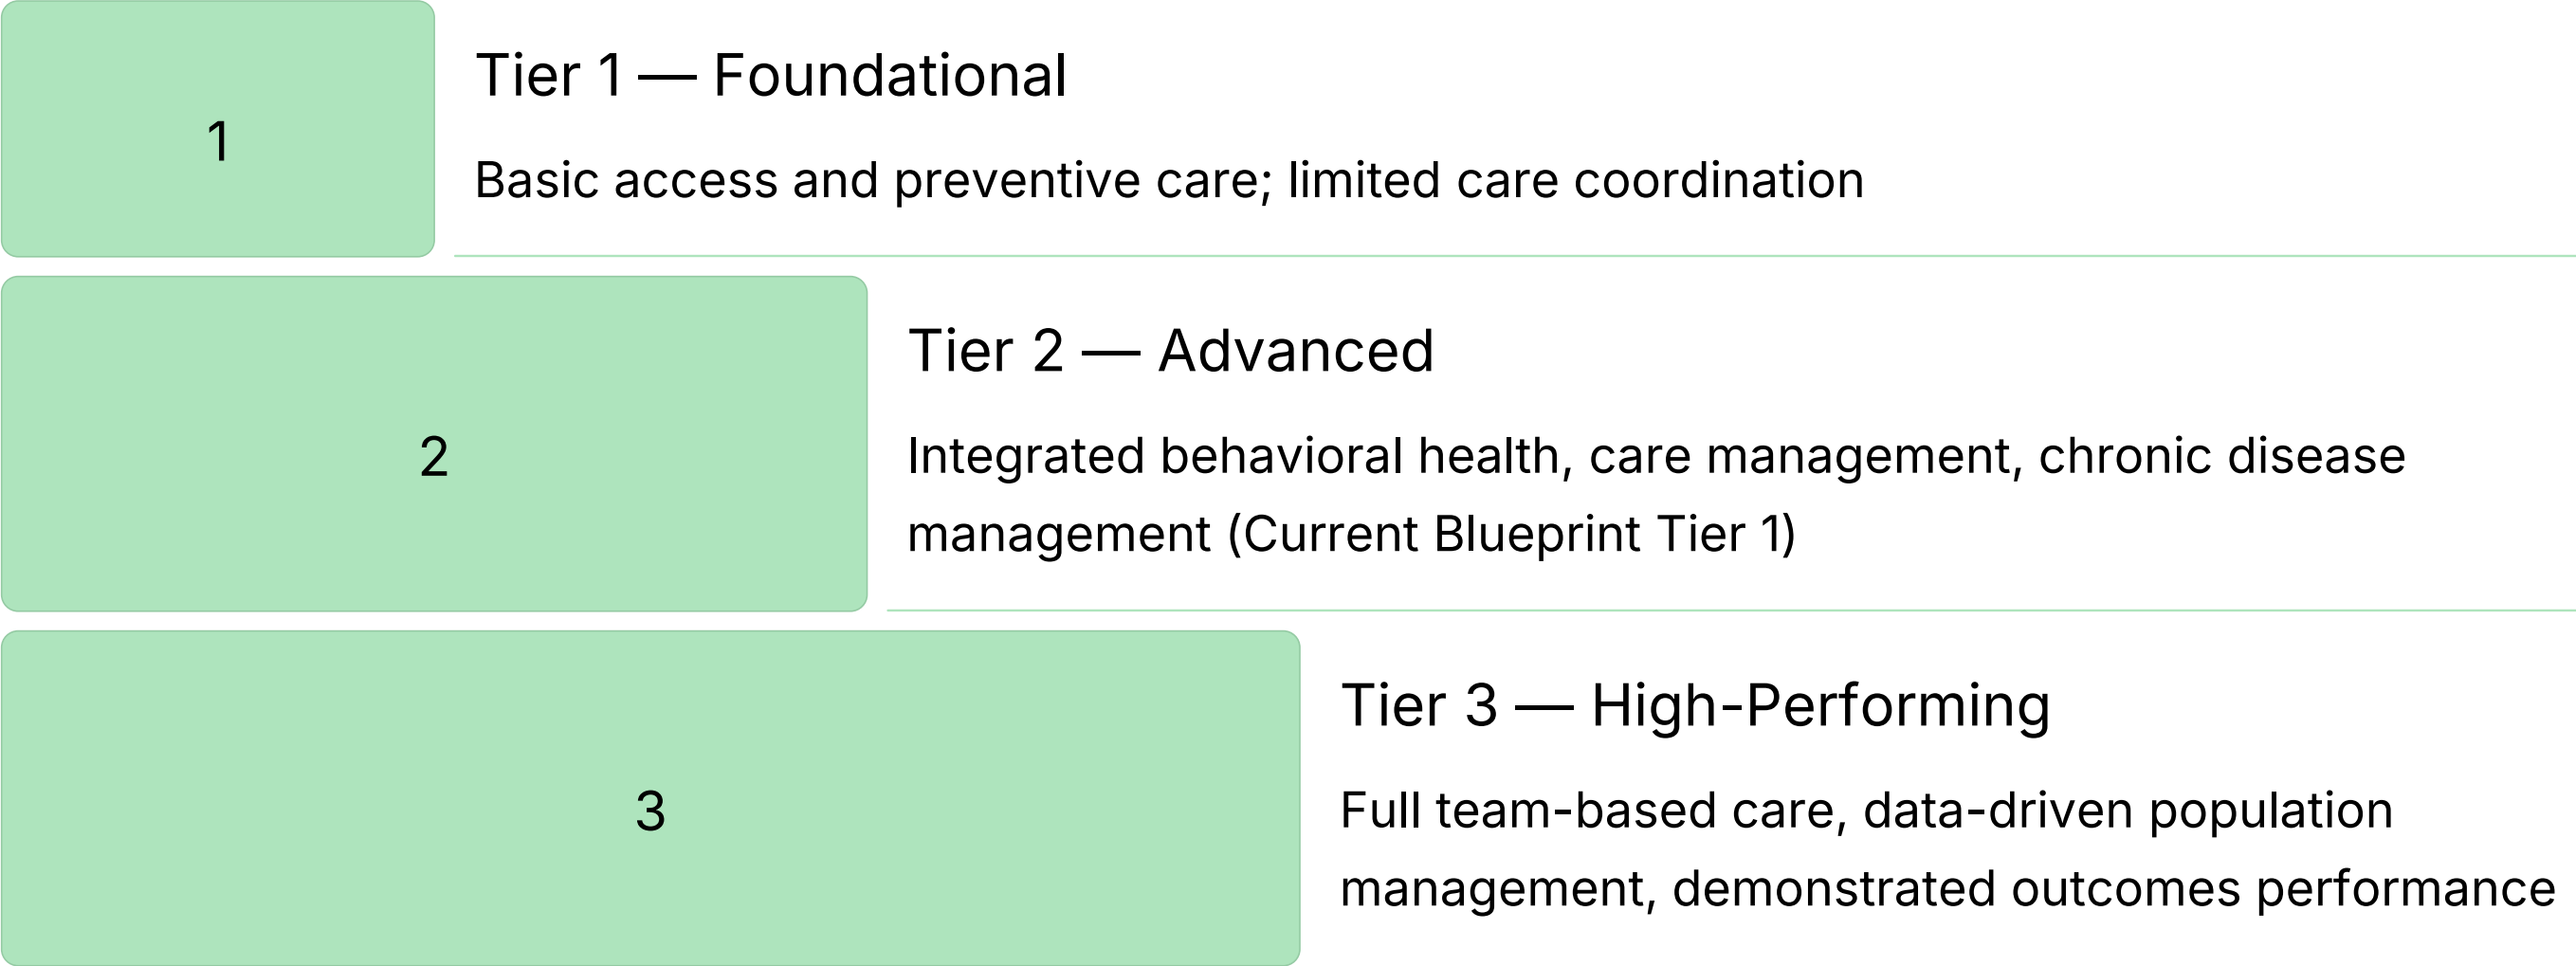 1
Tier 1 — Foundational
Basic access and preventive care; limited care coordination
2
Tier 2 — Advanced
Integrated behavioral health, care management, chronic disease
management (Current Blueprint Tier 1)
3
Tier 3 — High-Performing
Full team-based care, data-driven population
management, demonstrated outcomes performance